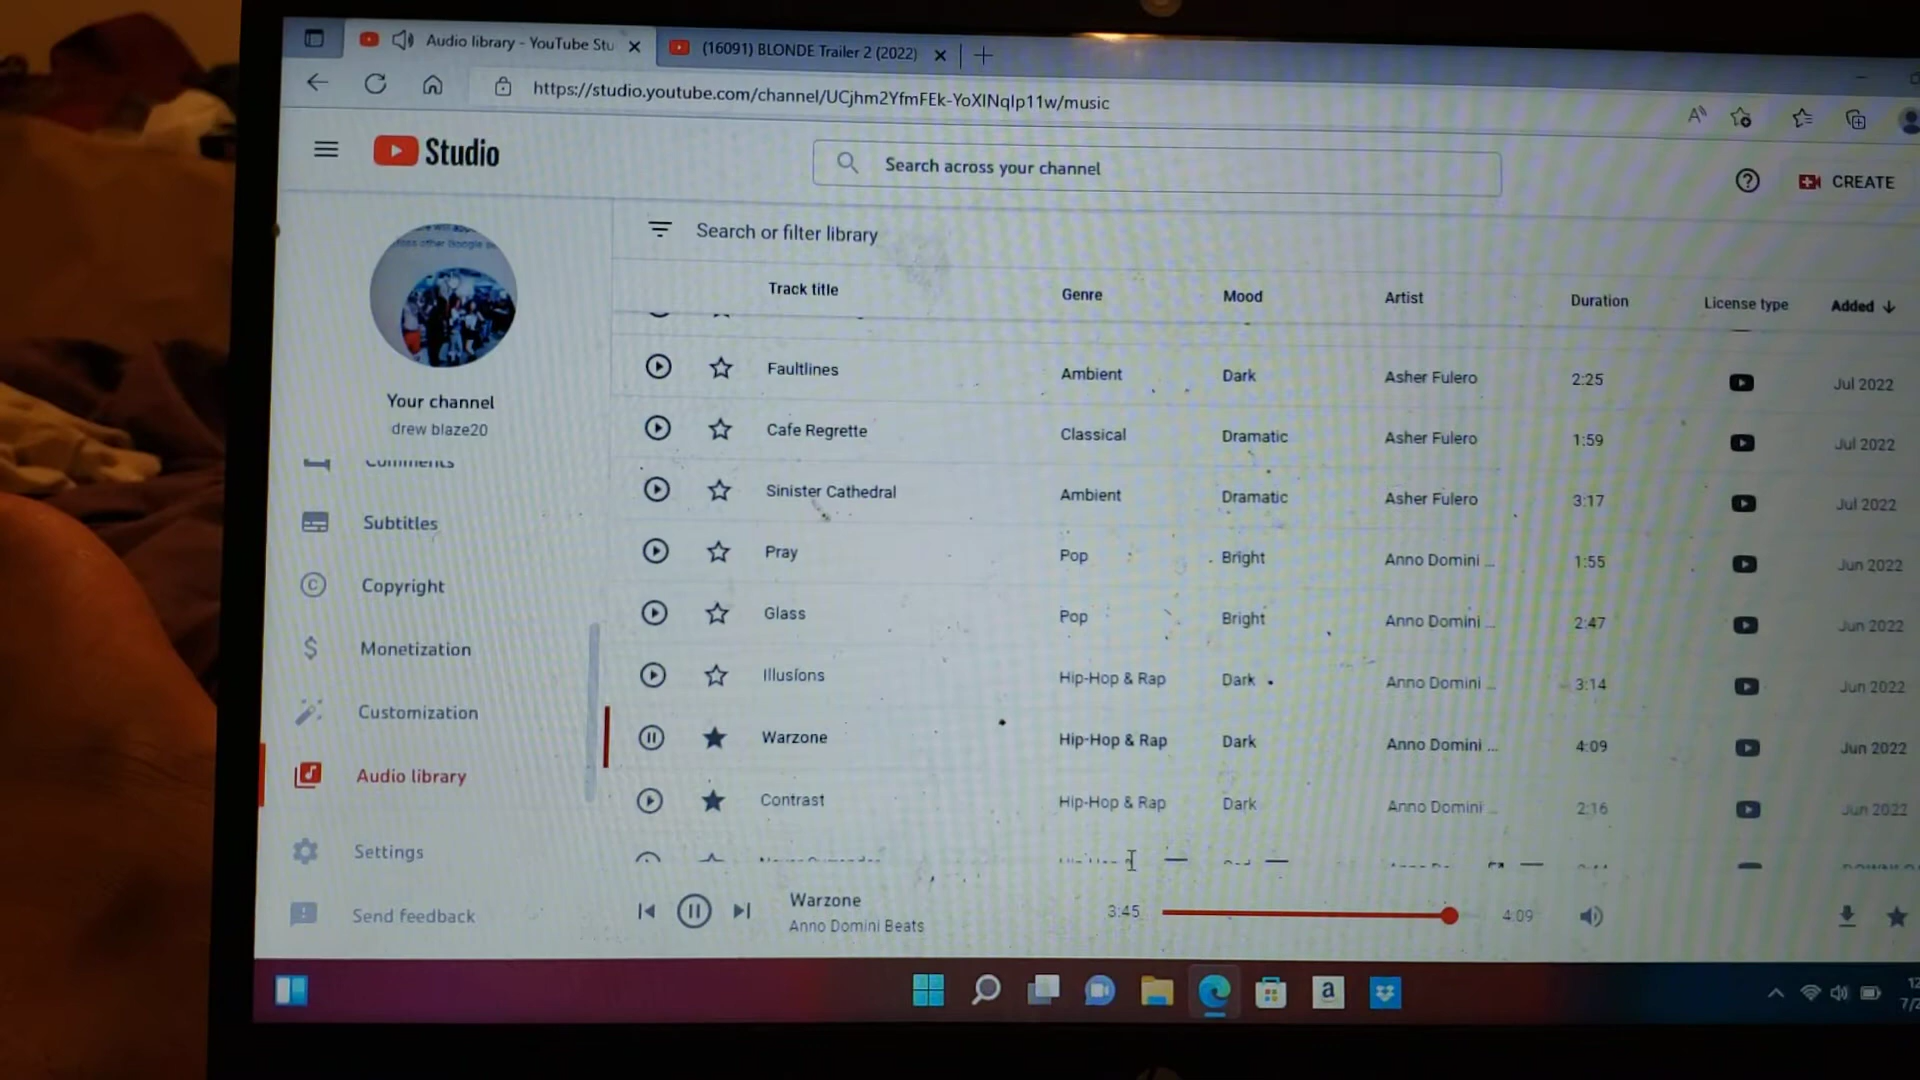 Audio library - YouTube Stu
(16091) BLONDE Trailer 2 (2022)
https://studio.youtube.com/channel/UCjhm2YfmFEk-YoXINqIp11w/music
Studio
Search across your channel
CREATE
Search or filter library
Track title Genre Mood Artist Duration License type Added
Faultlines Ambient Dark Asher Fulero 2:25 Jul 2022
Cafe Regrette Classical Dramatic Asher Fulero 1:59 Jul 2022
Sinister Cathedral Ambient Dramatic Asher Fulero 3:17 Jul 2022
Pray Pop Bright Anno Domini ... 1:55 Jun 2022
Glass Pop Bright Anno Domini ... 2:47 Jun 2022
Illusions Hip-Hop & Rap Dark Anno Domini ... 3:14 Jun 2022
Warzone Hip-Hop & Rap Dark Anno Domini ... 4:09 Jun 2022
Contrast Hip-Hop & Rap Dark Anno Domini ... 2:16 Jun 2022
Your channel
drew blaze20
Comments
Subtitles
Copyright
Monetization
Customization
Audio library
Settings
Send feedback
Warzone
Anno Domini Beats
3:45
4:09